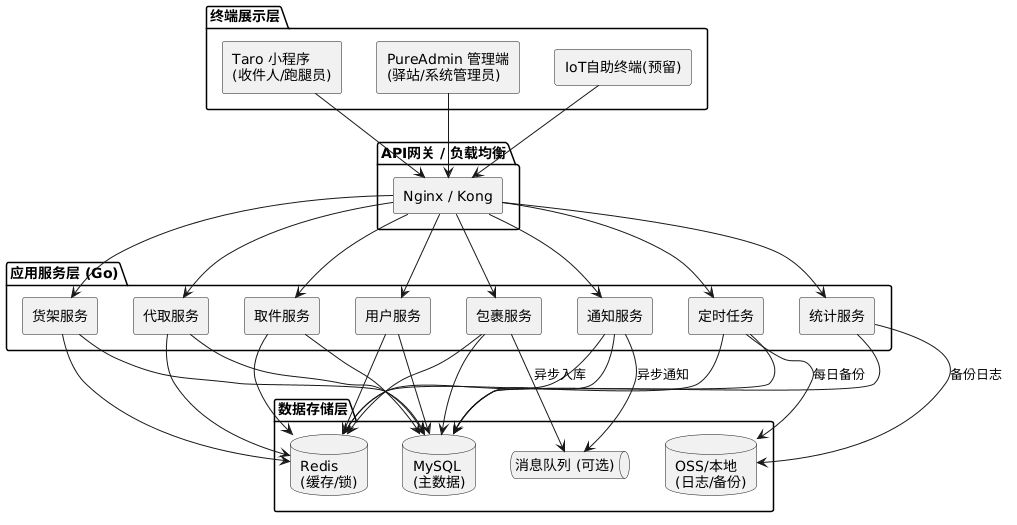 终端展示层
Taro 小程序
(收件人/跑腿员)
PureAdmin 管理端
(驿站/系统管理员)
IoT自助终端(预留)
API网关 / 负载均衡
Nginx / Kong
应用服务层 (Go)
货架服务
代取服务
取件服务
用户服务
包裹服务
通知服务
定时任务
统计服务
异步入库
异步通知
每日备份
备份日志
数据存储层
Redis
(缓存/锁)
MySQL
(主数据)
消息队列 (可选)
OSS/本地
(日志/备份)